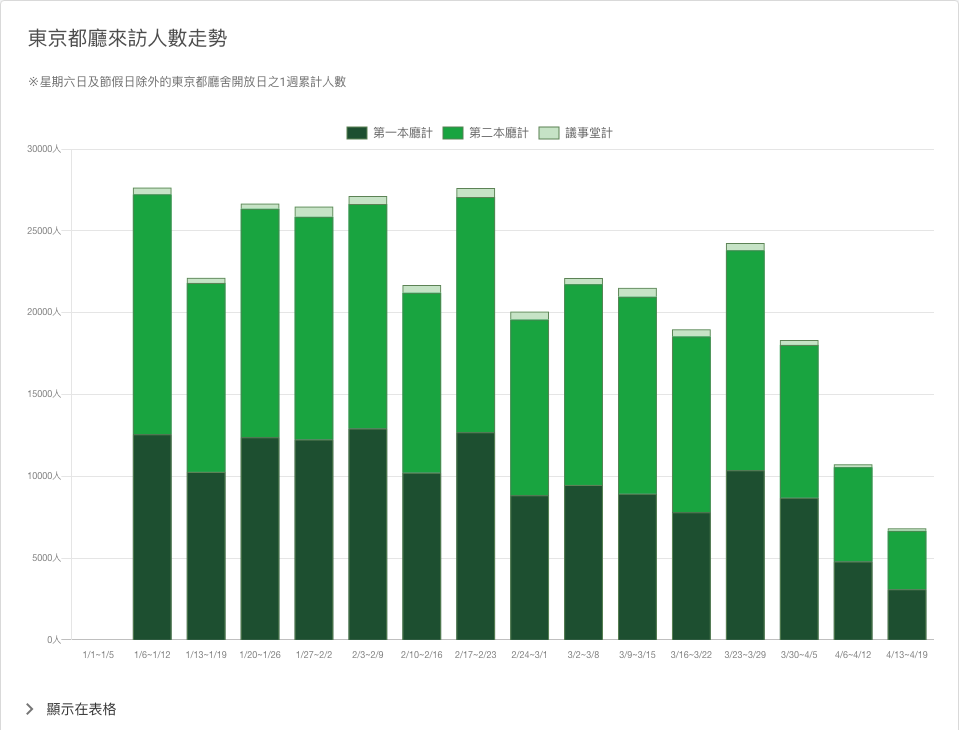 東京都廳來訪人數走勢
※星期六日及節假日除外的東京都廳舍開放日之1週累計人數
第一本廳計 第二本廳計 議事堂計
30000人
25000人
20000人
15000人
10000人
5000人
0人
1/1~1/5 1/6~1/12 1/13~1/19 1/20~1/26 1/27~2/2 2/3~2/9 2/10~2/16 2/17~2/23 2/24~3/1 3/2~3/8 3/9~3/15 3/16~3/22 3/23~3/29 3/30~4/5 4/6~4/12 4/13~4/19
顯示在表格